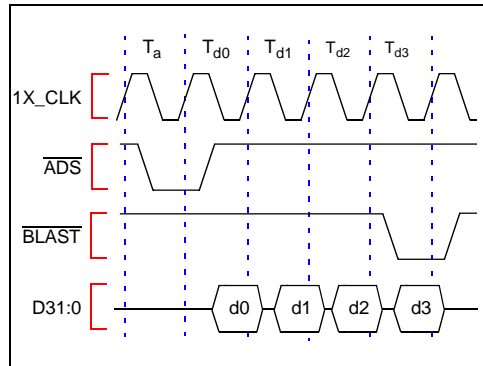 Ta Td0 Td1 Td2 Td3
1X_CLK
ADS
BLAST
D31:0 d0 d1 d2 d3